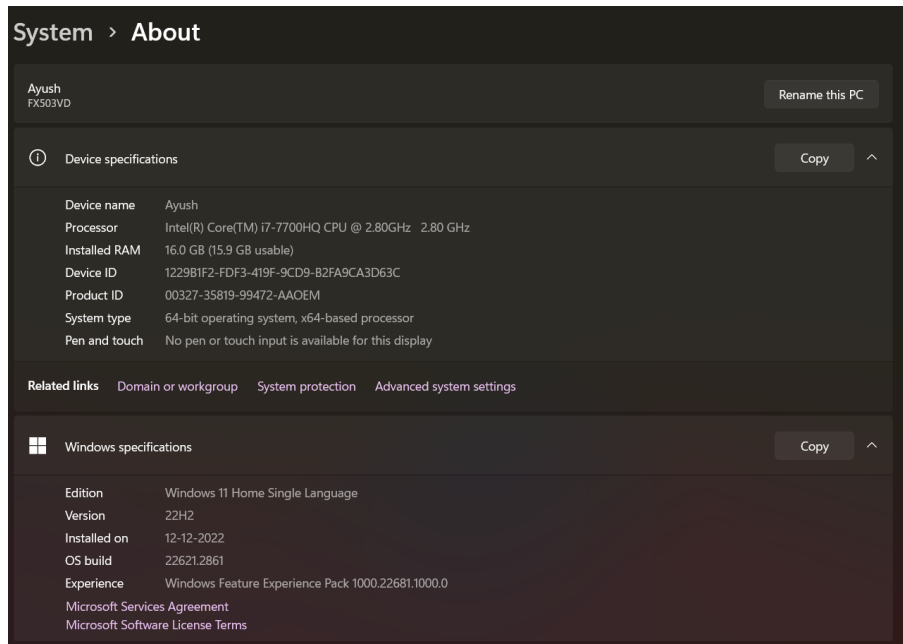 System > About
Ayush
FX503VD
Rename this PC
Device specifications
Copy
Device name Ayush
Processor Intel(R) Core(TM) i7-7700HQ CPU @ 2.80GHz 2.80 GHz
Installed RAM 16.0 GB (15.9 GB usable)
Device ID 1229B1F2-FDF3-419F-9CD9-B2FA9CA3D63C
Product ID 00327-35819-99472-AAOEM
System type 64-bit operating system, x64-based processor
Pen and touch No pen or touch input is available for this display
Related links Domain or workgroup System protection Advanced system settings
Windows specifications
Copy
Edition Windows 11 Home Single Language
Version 22H2
Installed on 12-12-2022
OS build 22621.2861
Experience Windows Feature Experience Pack 1000.22681.1000.0
Microsoft Services Agreement
Microsoft Software License Terms